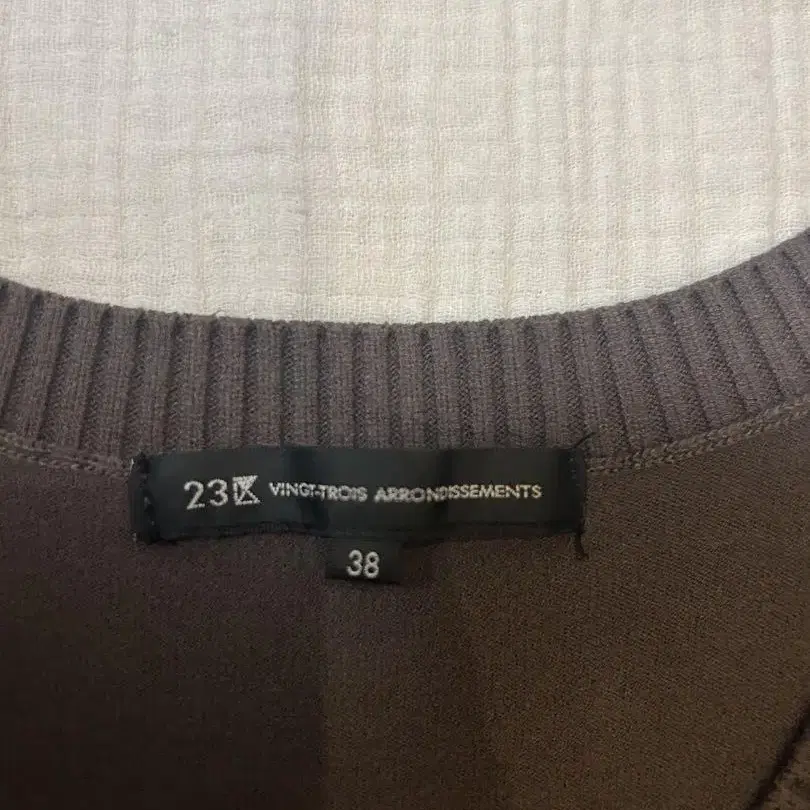 23区 VINGT-TROIS ARRONDISSEMENTS
38